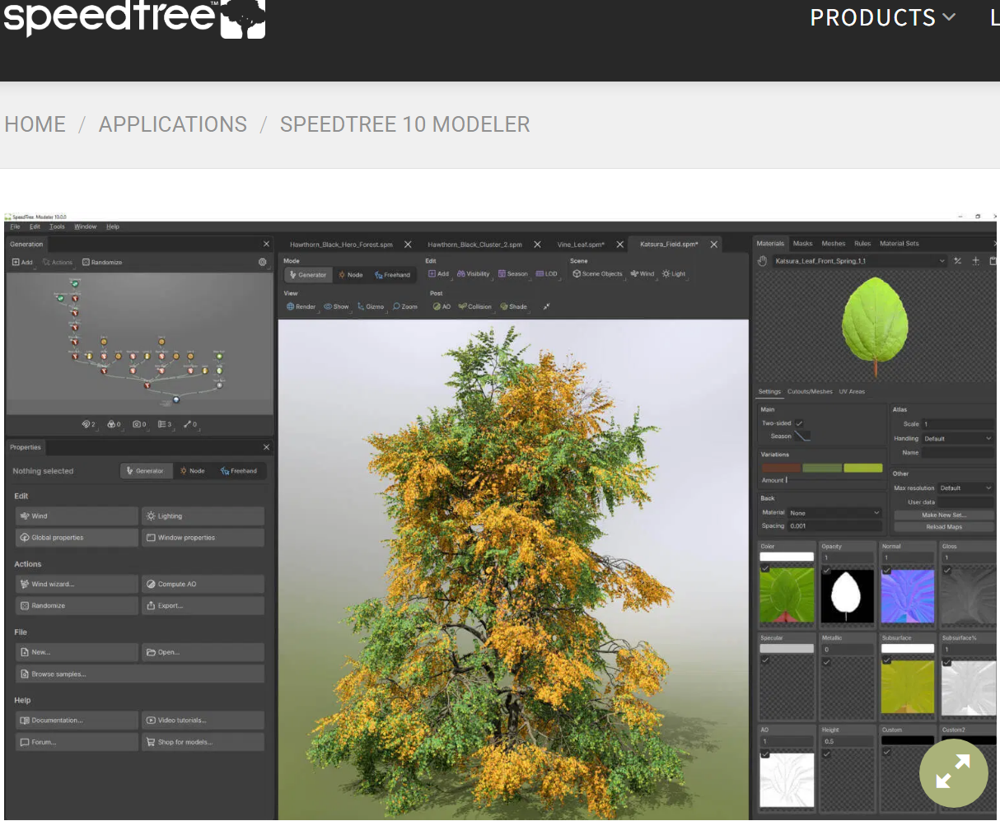 speedtree™
PRODUCTS
L
HOME / APPLICATIONS / SPEEDTREE 10 MODELER
SpeedTree Modeler 10.0.0
File Edit Tools Window Help
Generation
Add Actions Randomize
2 0 0 3 0
Properties
Nothing selected Generator Node Freehand
Edit
Wind Lighting
Global properties Window properties
Actions
Wind wizard... Compute AO
Randomize Export...
File
New... Open...
Browse samples...
Help
Documentation... Video tutorials...
Forum... Shop for models...
Hawthorn_Black_Hero_Forest.spm Hawthorn_Black_Cluster_2.spm Vine_Leaf.spm* Katsura_Field.spm*
Mode Edit Scene
Generator Node Freehand Add Visibility Season LOD Scene Objects Wind Light
View Post
Render Show Gizmo Zoom AO Collision Shade
Materials Masks Meshes Rules Material Sets
Katsura_Leaf_Front_Spring_1_1
Settings Cutouts/Meshes UV Areas
Main Atlas
Two-sided Scale 1
Season Handling Default
Name
Variations
Amount
Other
Max resolution Default
User data
Make New Set...
Reload Maps
Back
Material None
Spacing 0.001
Color Opacity Normal Gloss
1 1 1
Specular Metallic Subsurface Subsurface%
0 1
AO Height Custom Custom2
1 0.5